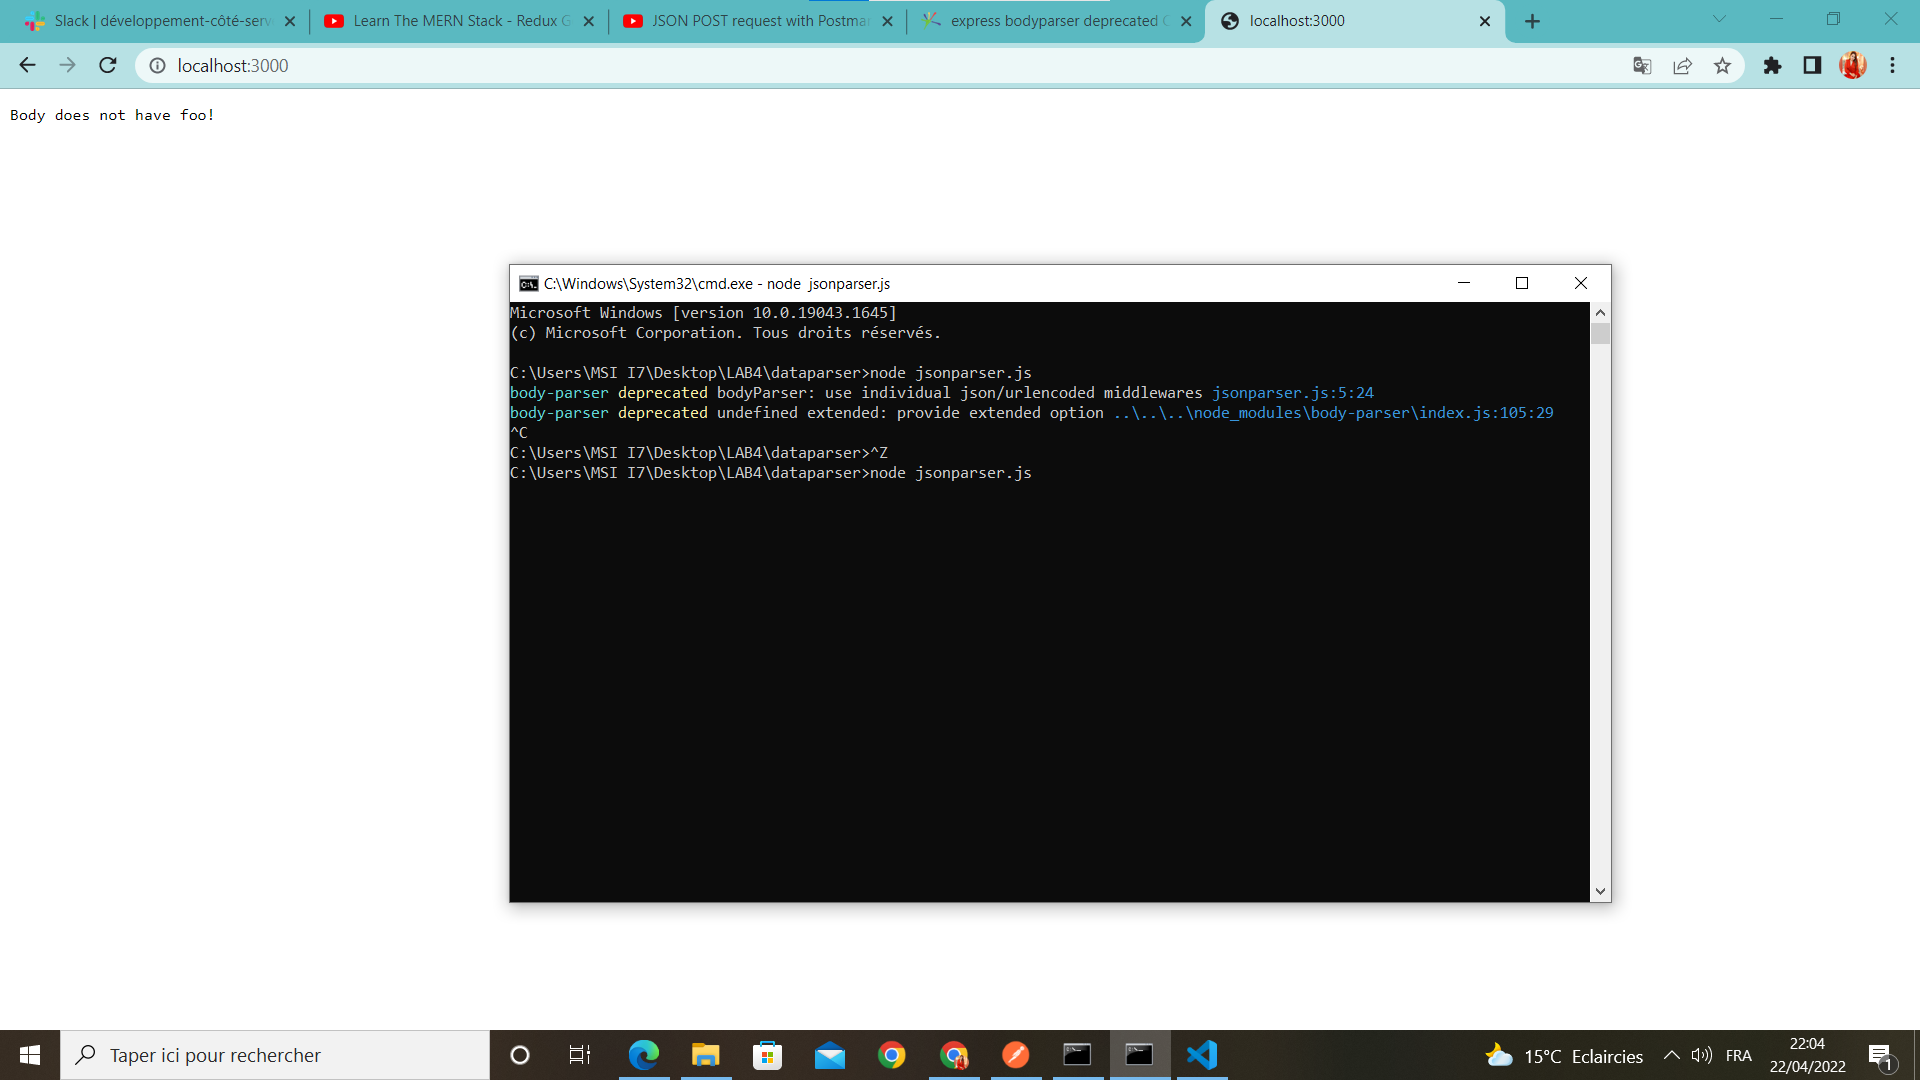 Slack | développement-côté-serv
Learn The MERN Stack - Redux G
JSON POST request with Postman
express bodyparser deprecated
localhost:3000
localhost:3000
Body does not have foo!
C:\Windows\System32\cmd.exe - node  jsonparser.js
Microsoft Windows [version 10.0.19043.1645]
(c) Microsoft Corporation. Tous droits réservés.
C:\Users\MSI I7\Desktop\LAB4\dataparser>node jsonparser.js
body-parser deprecated bodyParser: use individual json/urlencoded middlewares jsonparser.js:5:24
body-parser deprecated undefined extended: provide extended option ..\..\..\node_modules\body-parser\index.js:105:29
^C
C:\Users\MSI I7\Desktop\LAB4\dataparser>^Z
C:\Users\MSI I7\Desktop\LAB4\dataparser>node jsonparser.js
Taper ici pour rechercher
15°C Eclaircies
FRA
22:04
22/04/2022
1